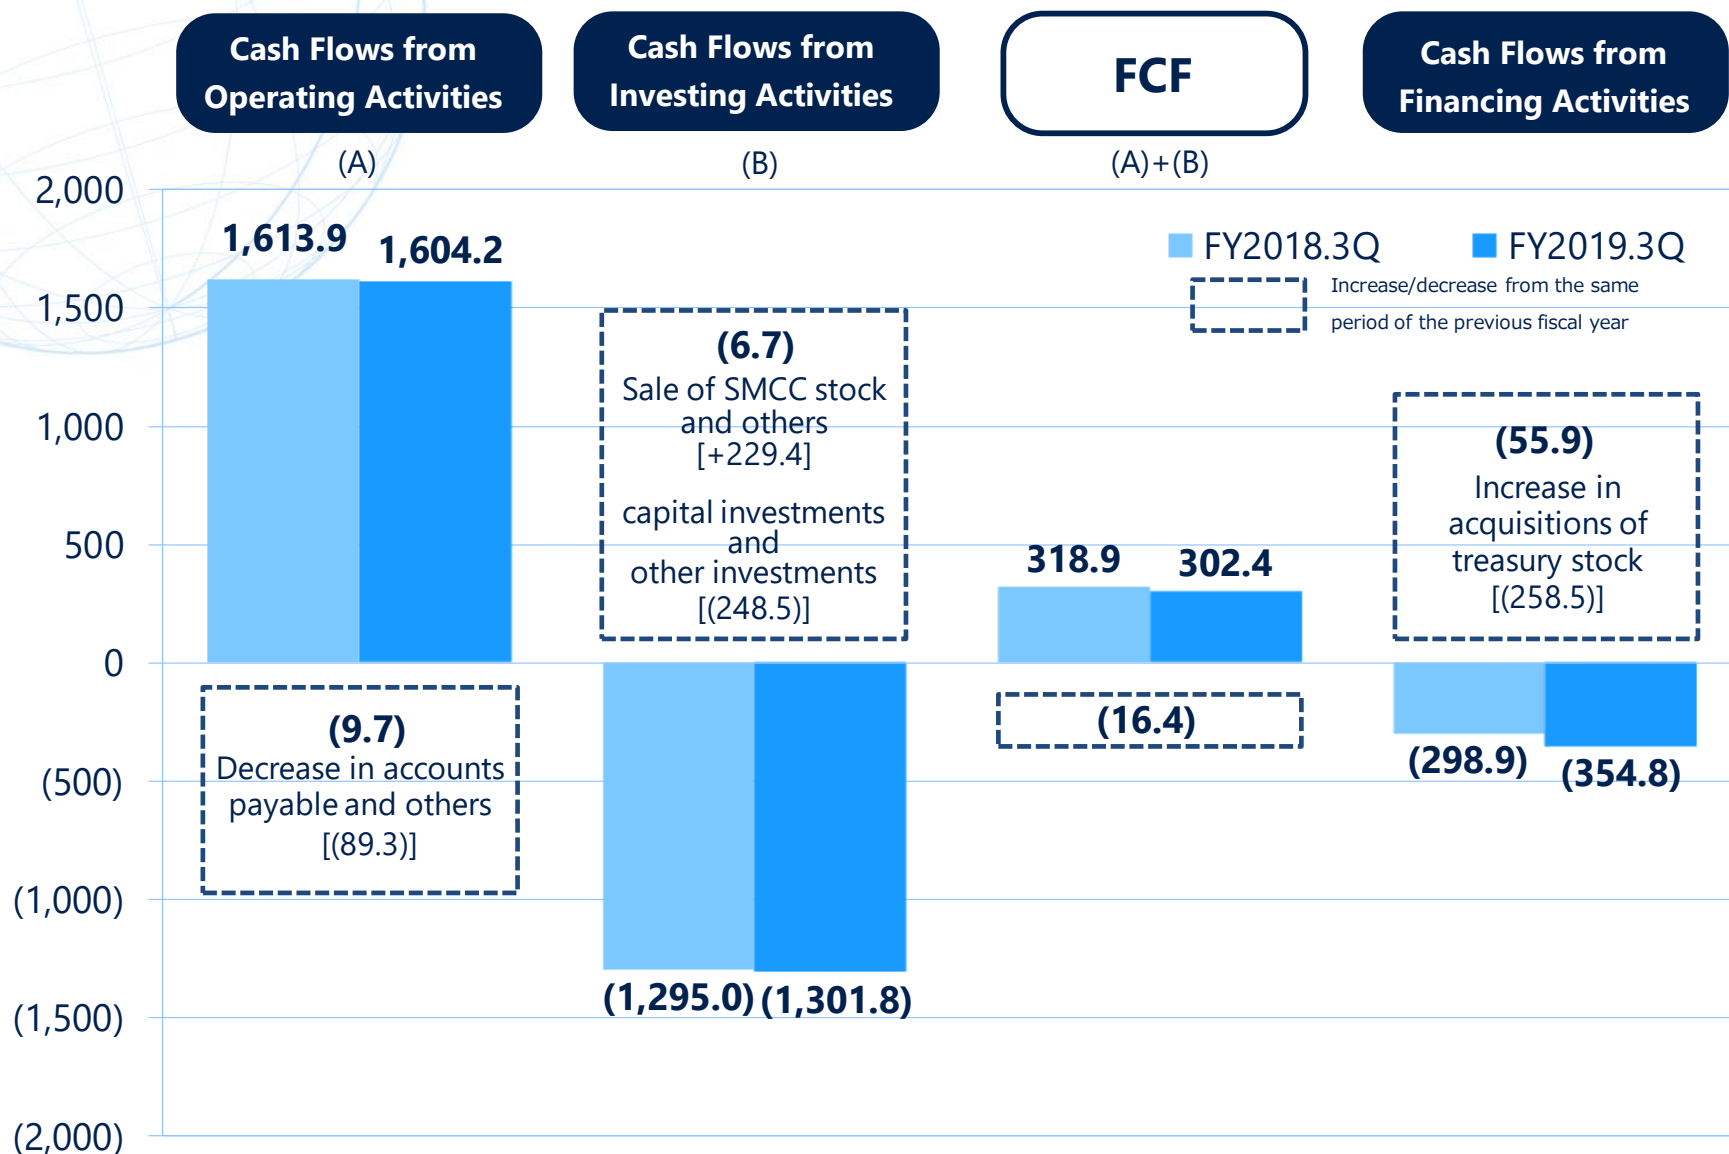 Cash Flows from
Operating Activities
(A)
Cash Flows from
Investing Activities
(B)
FCF
(A)+(B)
Cash Flows from
Financing Activities
FY2018.3Q
FY2019.3Q
Increase/decrease from the same
period of the previous fiscal year
2,000
1,500
1,000
500
0
(500)
(1,000)
(1,500)
(2,000)
1,613.9
1,604.2
(9.7)
Decrease in accounts
payable and others
[(89.3)]
(6.7)
Sale of SMCC stock
and others
[+229.4]
capital investments
and
other investments
[(248.5)]
(1,295.0)
(1,301.8)
318.9
302.4
(16.4)
(55.9)
Increase in
acquisitions of
treasury stock
[(258.5)]
(298.9)
(354.8)